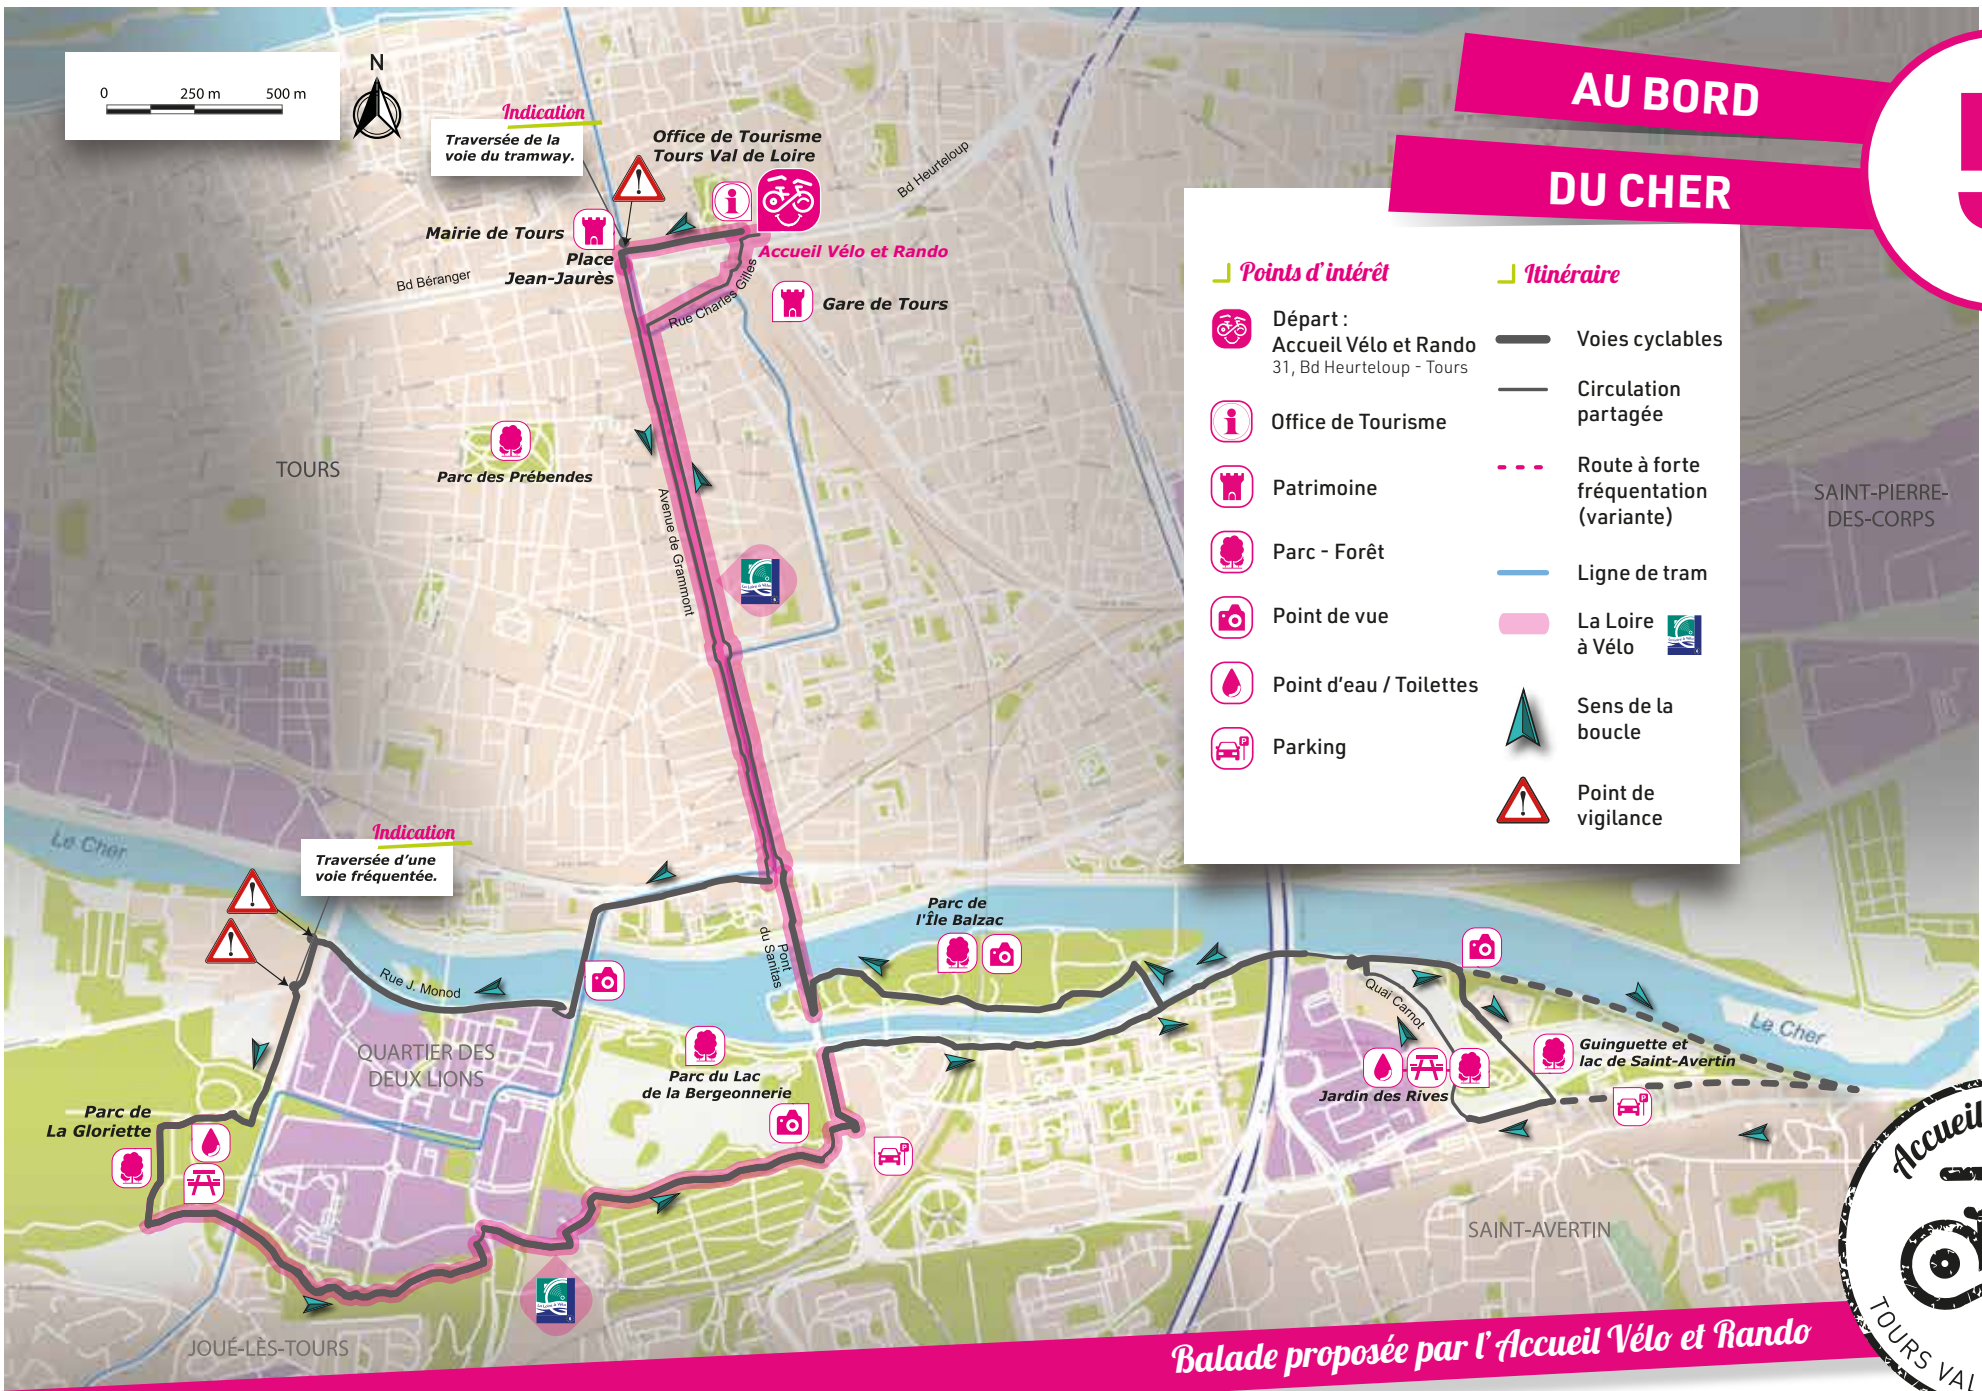 0 250 m 500 m
N
AU BORD
DU CHER
5
Indication
Traversée de la
voie du tramway.
Office de Tourisme
Tours Val de Loire
Bd Heurteloup
Mairie de Tours
Place
Jean-Jaurès
Accueil Vélo et Rando
Bd Béranger
Rue Charles Gilles
Gare de Tours
TOURS
Parc des Prébendes
Avenue de Grammont
SAINT-PIERRE-
DES-CORPS
Points d'intérêt
Départ :
Accueil Vélo et Rando
31, Bd Heurteloup - Tours
Office de Tourisme
Patrimoine
Parc - Forêt
Point de vue
Point d'eau / Toilettes
Parking
Itinéraire
Voies cyclables
Circulation
partagée
Route à forte
fréquentation
(variante)
Ligne de tram
La Loire
à Vélo
Sens de la
boucle
Point de
vigilance
Le Cher
Indication
Traversée d'une
voie fréquentée.
Rue J. Monod
Pont
du Sanitas
Parc de
l'Île Balzac
Quai Carnot
Le Cher
Guinguette et
lac de Saint-Avertin
Jardin des Rives
QUARTIER DES
DEUX LIONS
Parc du Lac
de la Bergeonnerie
Parc de
La Gloriette
SAINT-AVERTIN
JOUÉ-LÈS-TOURS
Balade proposée par l'Accueil Vélo et Rando
Accueil
TOURS VAL